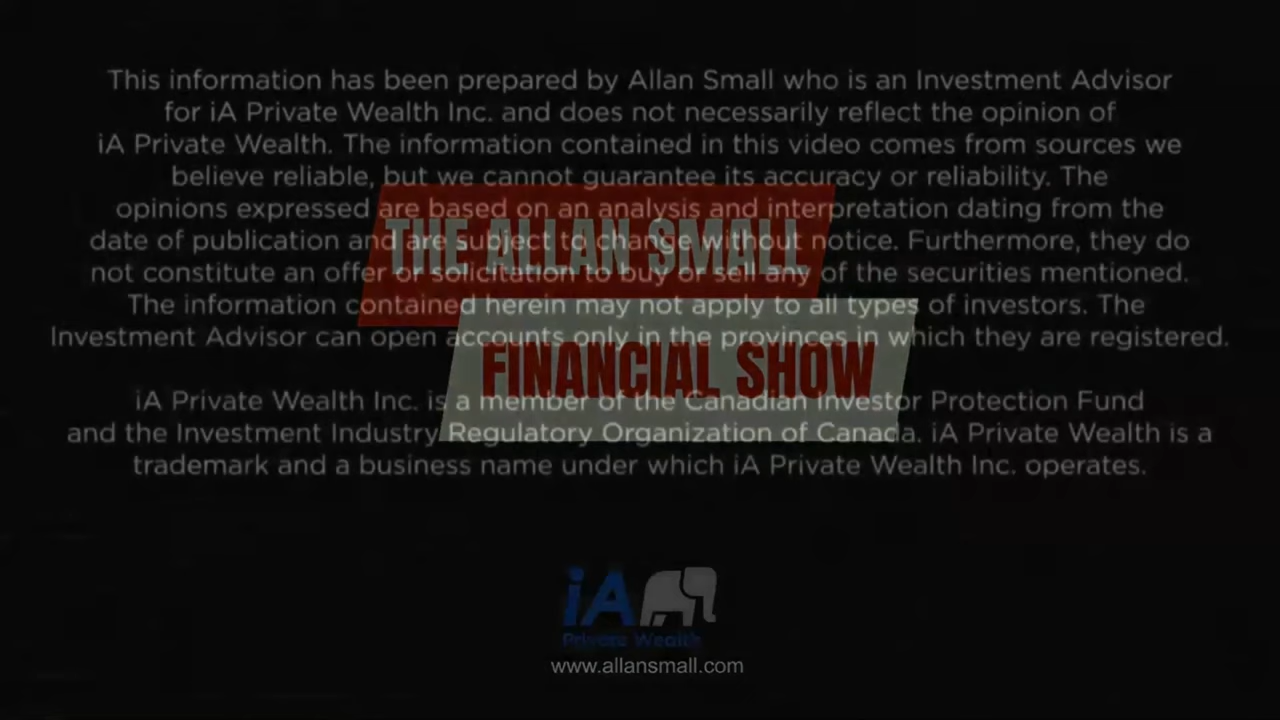 This information has been prepared by Allan Small who is an Investment Advisor
for iA Private Wealth Inc. and does not necessarily reflect the opinion of
iA Private Wealth. The information contained in this video comes from sources we
believe reliable, but we cannot guarantee its accuracy or reliability. The
opinions expressed are based on an analysis and interpretation dating from the
date of publication and are subject to change without notice. Furthermore, they do
not constitute an offer or solicitation to buy or sell any of the securities mentioned.
The information contained herein may not apply to all types of investors. The
Investment Advisor can open accounts only in the provinces in which they are registered.
iA Private Wealth Inc. is a member of the Canadian Investor Protection Fund
and the Investment Industry Regulatory Organization of Canada. iA Private Wealth is a
trademark and a business name under which iA Private Wealth Inc. operates.
THE ALLAN SMALL
FINANCIAL SHOW
iA
Private Wealth
www.allansmall.com